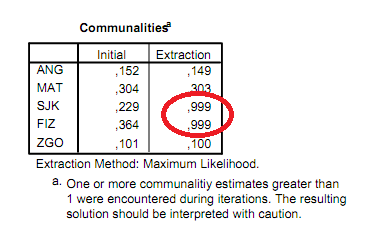 Communalities a
Initial Extraction
ANG ,152 ,149
MAT ,304 ,303
SJK ,229 ,999
FIZ ,364 ,999
ZGO ,101 ,100
Extraction Method: Maximum Likelihood.
a. One or more communalitiy estimates greater than
1 were encountered during iterations. The resulting
solution should be interpreted with caution.